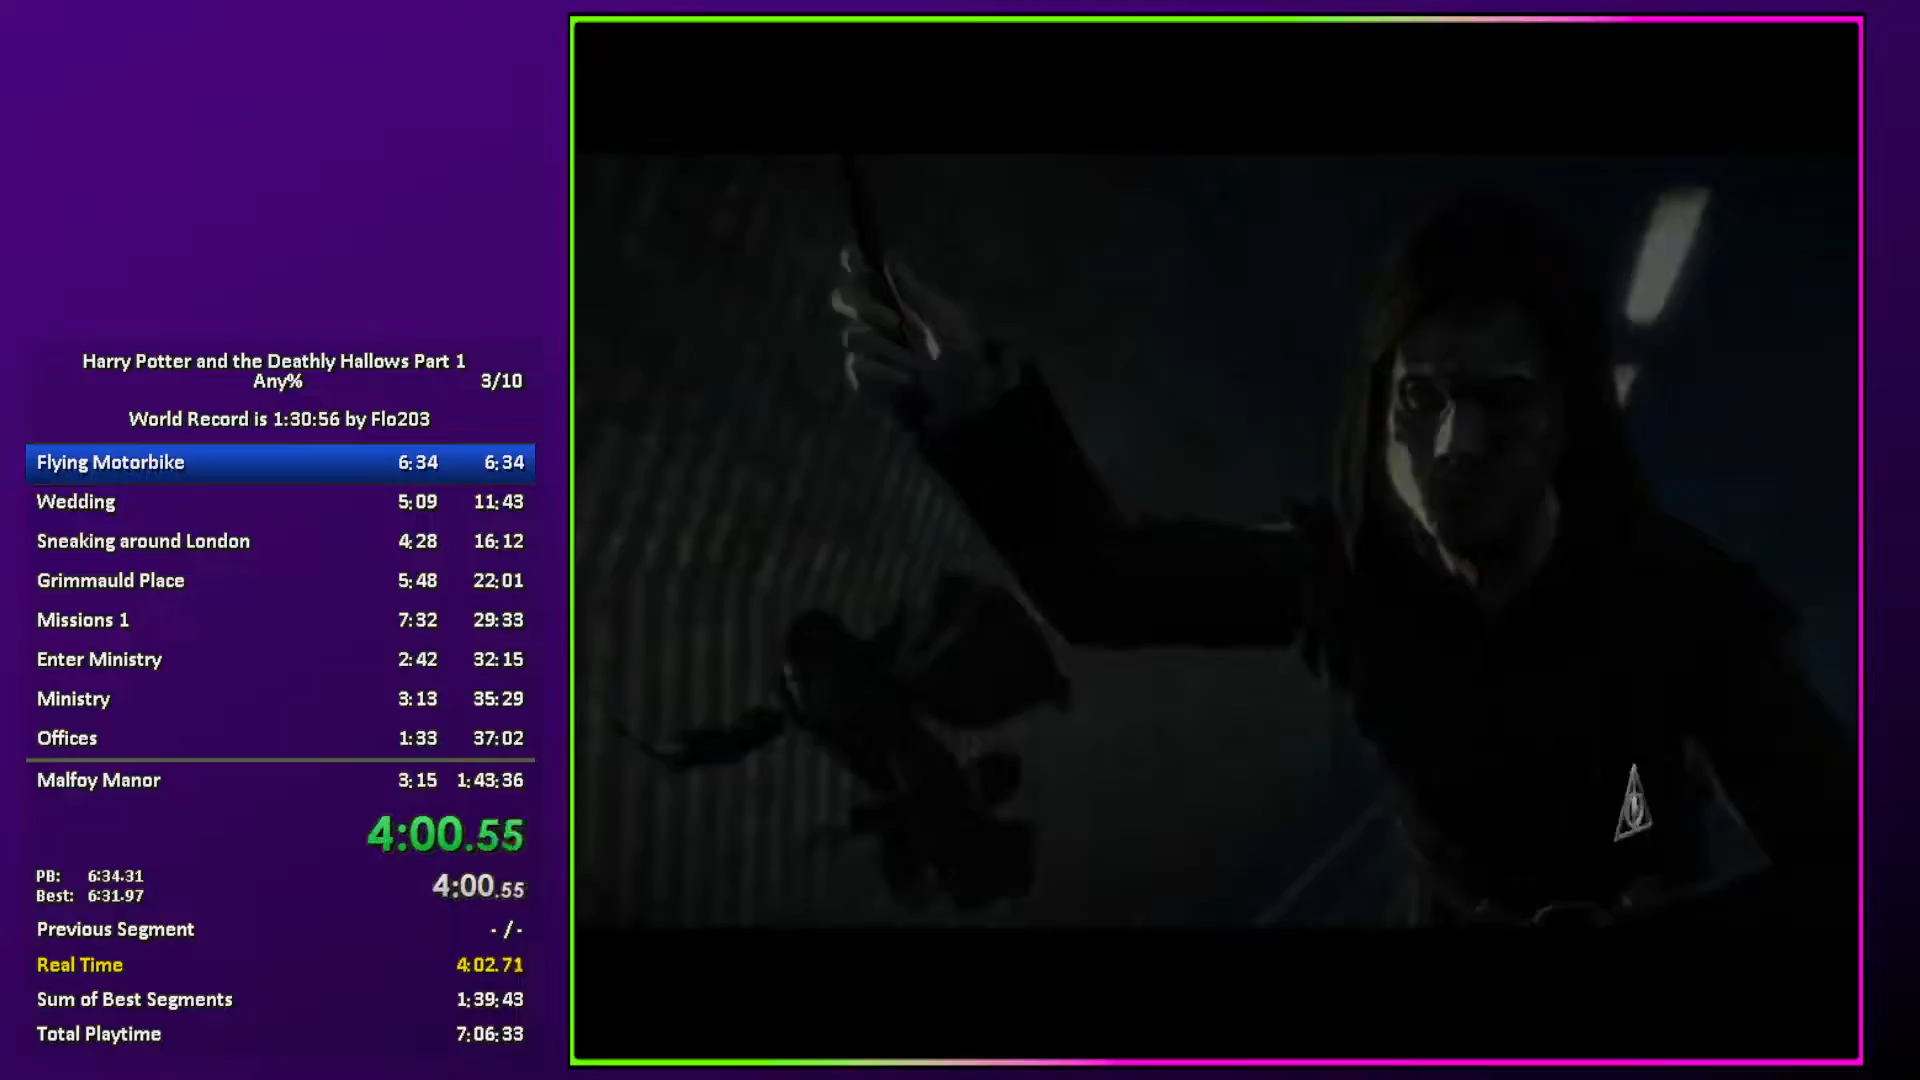 Harry Potter and the Deathly Hallows Part 1
Any% 3/10
World Record is 1:30:56 by Flo203
Flying Motorbike 6:34 6:34
Wedding 5:09 11:43
Sneaking around London 4:28 16:12
Grimmauld Place 5:48 22:01
Missions 1 7:32 29:33
Enter Ministry 2:42 32:15
Ministry 3:13 35:29
Offices 1:33 37:02
Malfoy Manor 3:15 1:43:36
4:00.55
PB: 6:34.31
Best: 6:31.97
4:00.55
Previous Segment - / -
Real Time 4:02.71
Sum of Best Segments 1:39:43
Total Playtime 7:06:33